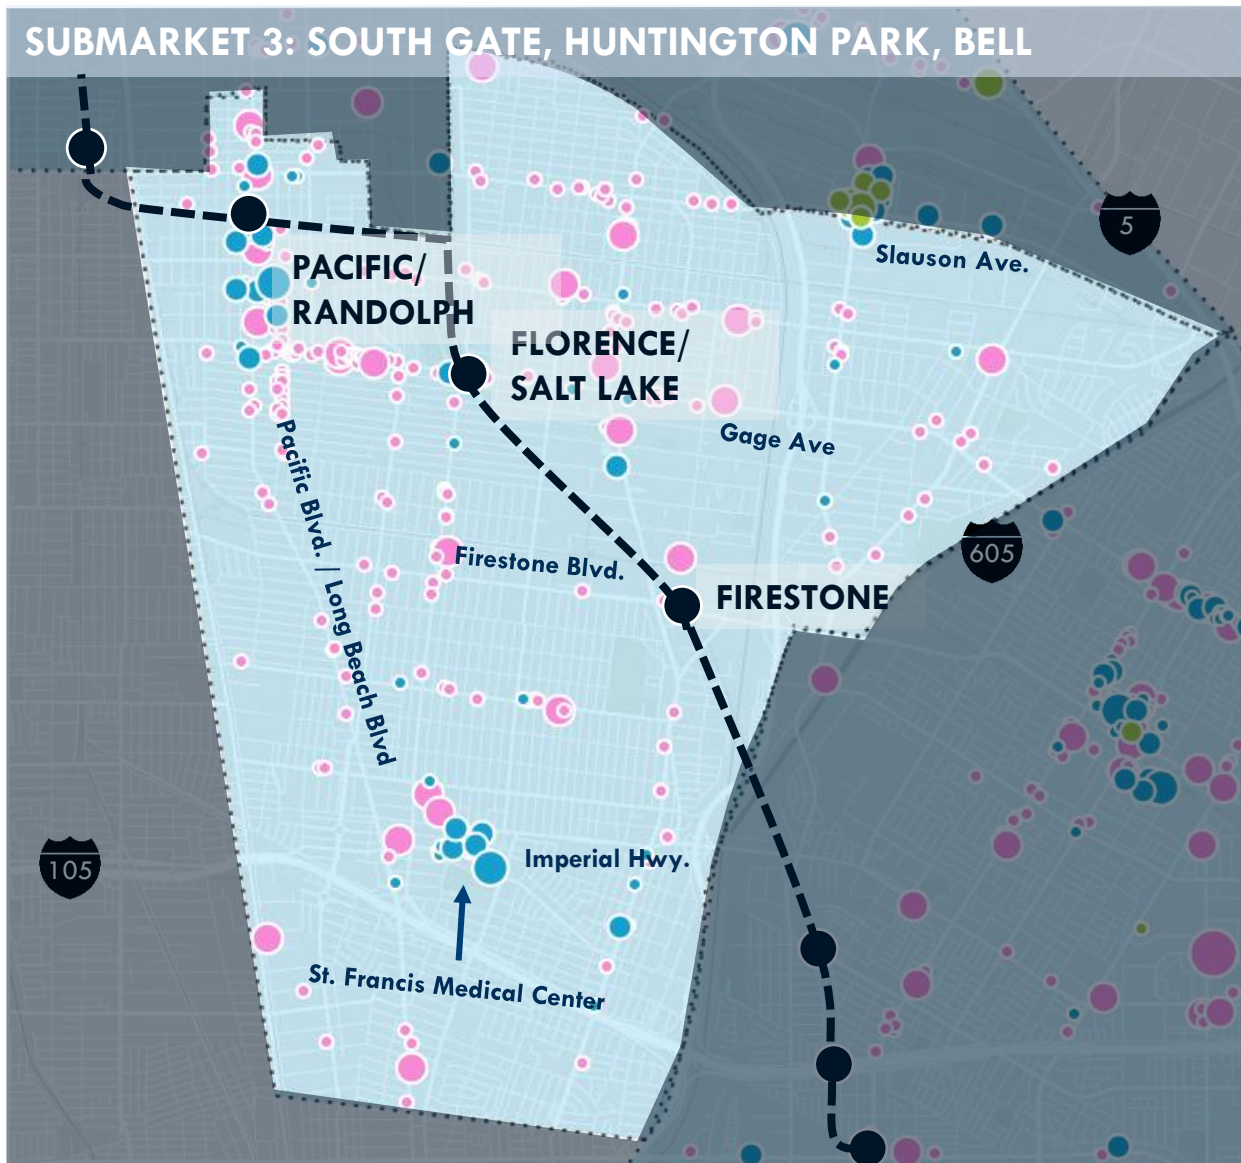 SUBMARKET 3: SOUTH GATE, HUNTINGTON PARK, BELL
5
Slauson Ave.
PACIFIC/
RANDOLPH
FLORENCE/
SALT LAKE
Gage Ave
Pacific Blvd. / Long Beach Blvd
605
Firestone Blvd.
FIRESTONE
105
Imperial Hwy.
St. Francis Medical Center